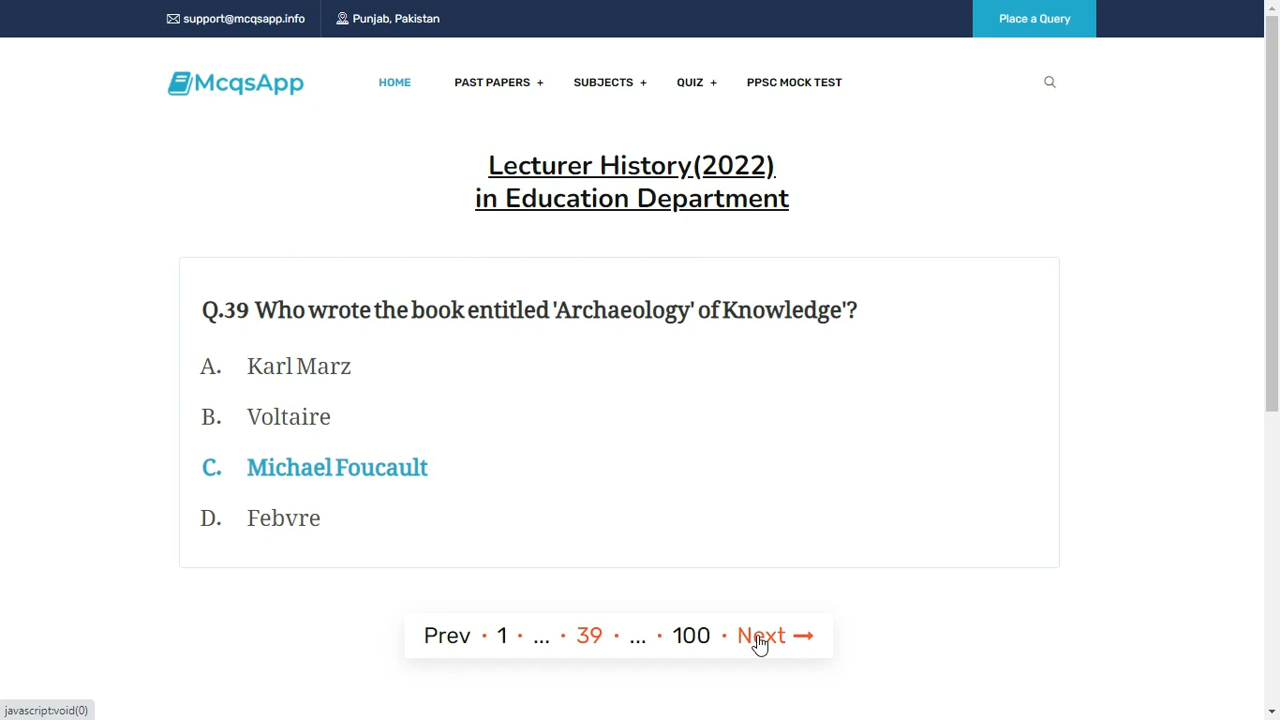 support@mcqsapp.info
Punjab, Pakistan
Place a Query
McqsApp
HOME
PAST PAPERS +
SUBJECTS +
QUIZ +
PPSC MOCK TEST
Lecturer History(2022)
in Education Department
Q.39 Who wrote the book entitled 'Archaeology' of Knowledge'?
A. Karl Marz
B. Voltaire
C. Michael Foucault
D. Febvre
Prev · 1 · ... · 39 · ... · 100 · Next →
javascript:void(0)